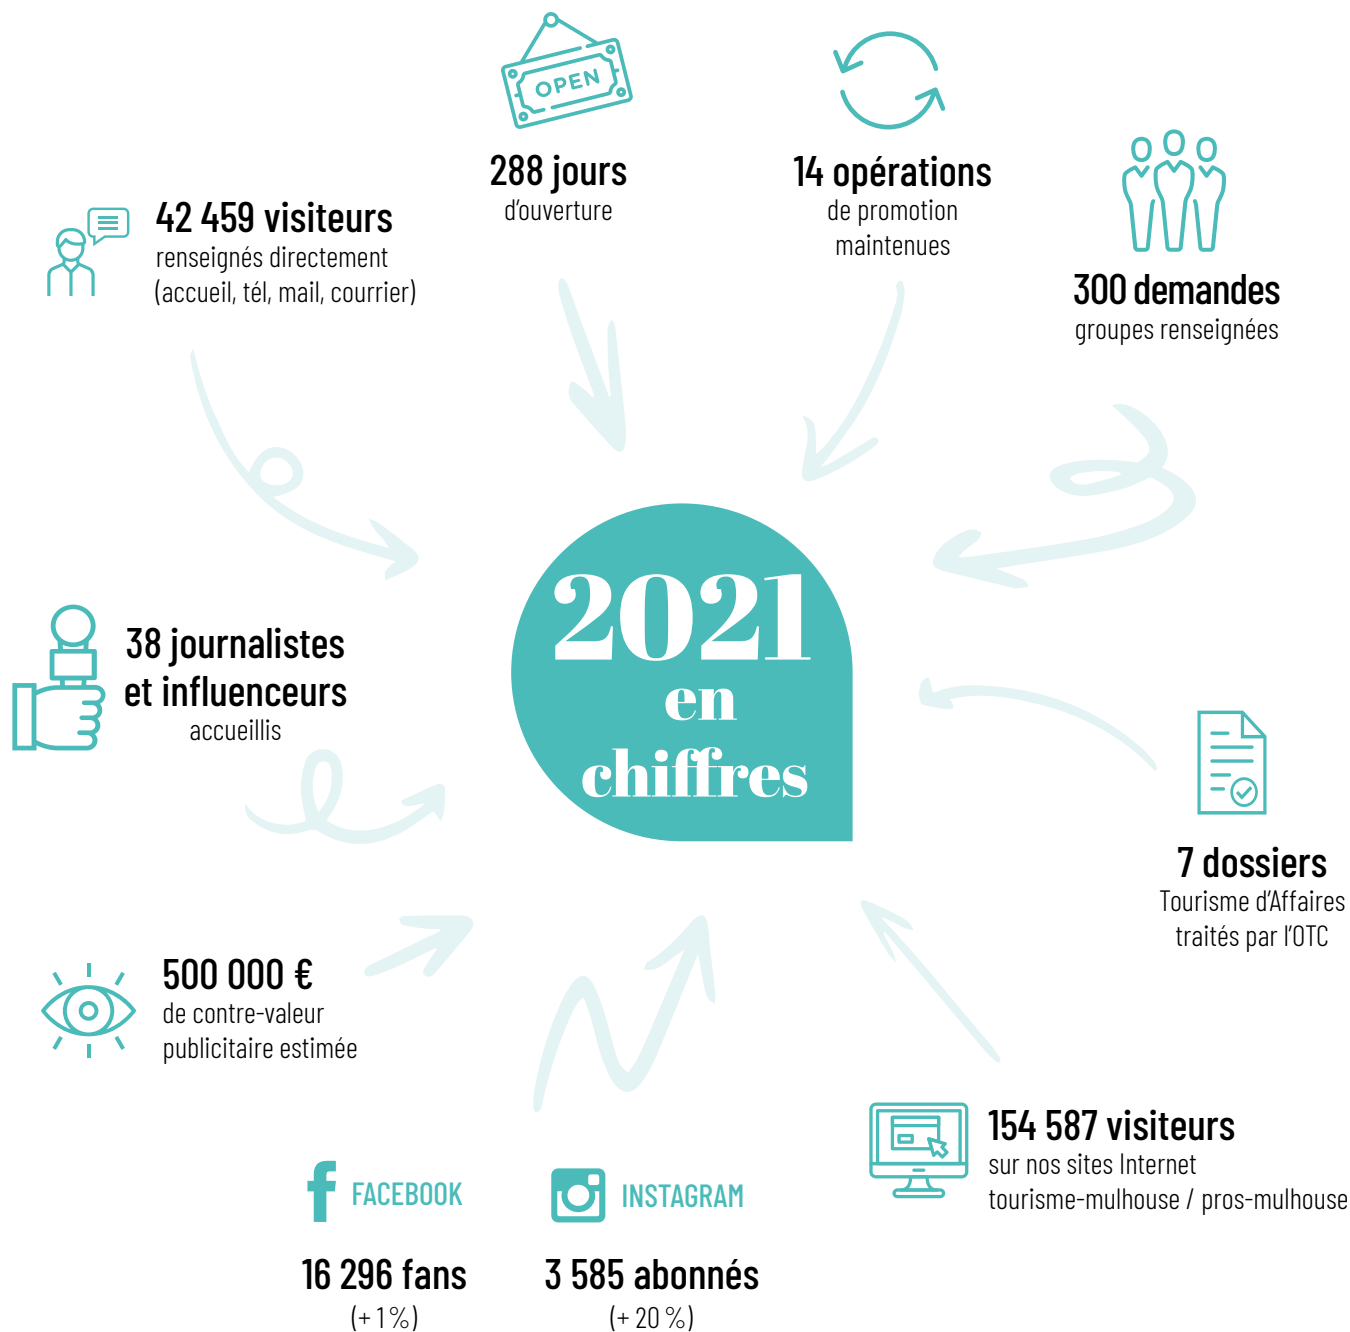 OPEN
288 jours
d'ouverture
14 opérations
de promotion
maintenues
42 459 visiteurs
renseignés directement
(accueil, tél, mail, courrier)
300 demandes
groupes renseignées
2021
en
chiffres
38 journalistes
et influenceurs
accueillis
7 dossiers
Tourisme d'Affaires
traités par l'OTC
500 000 €
de contre-valeur
publicitaire estimée
154 587 visiteurs
sur nos sites Internet
tourisme-mulhouse / pros-mulhouse
FACEBOOK
16 296 fans
(+ 1 %)
INSTAGRAM
3 585 abonnés
(+ 20 %)